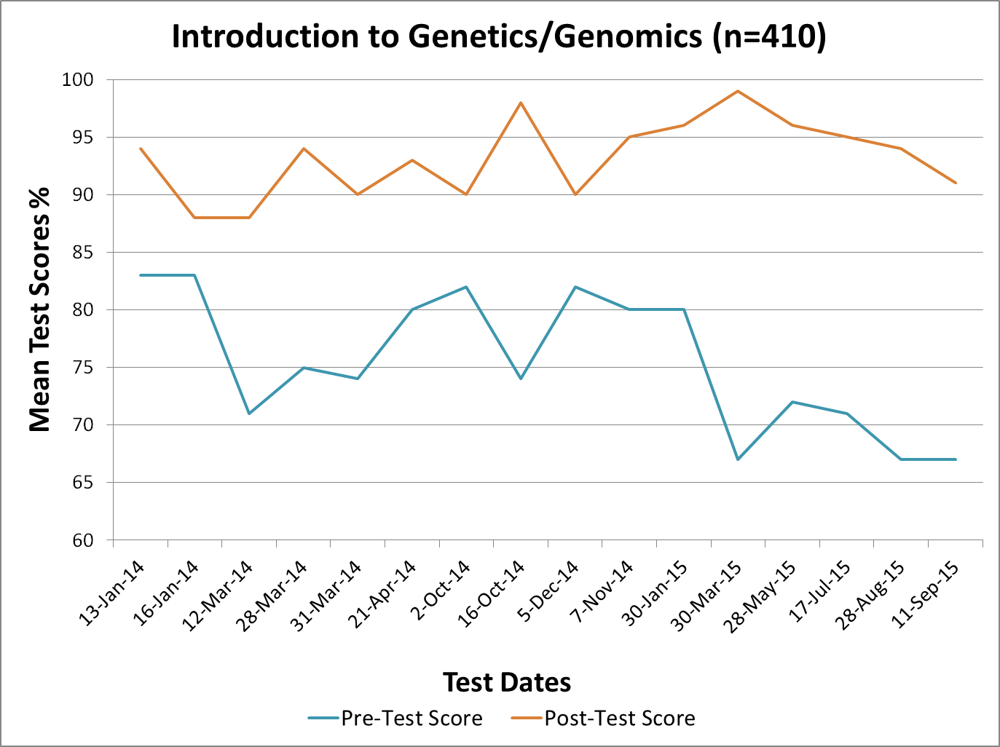 Introduction to Genetics/Genomics (n=410)
Mean Test Scores %
100
95
90
85
80
75
70
65
60
13-Jan-14
16-Jan-14
12-Mar-14
28-Mar-14
31-Mar-14
21-Apr-14
2-Oct-14
16-Oct-14
5-Dec-14
7-Nov-14
30-Jan-15
30-Mar-15
28-May-15
17-Jul-15
28-Aug-15
11-Sep-15
Test Dates
Pre-Test Score
Post-Test Score